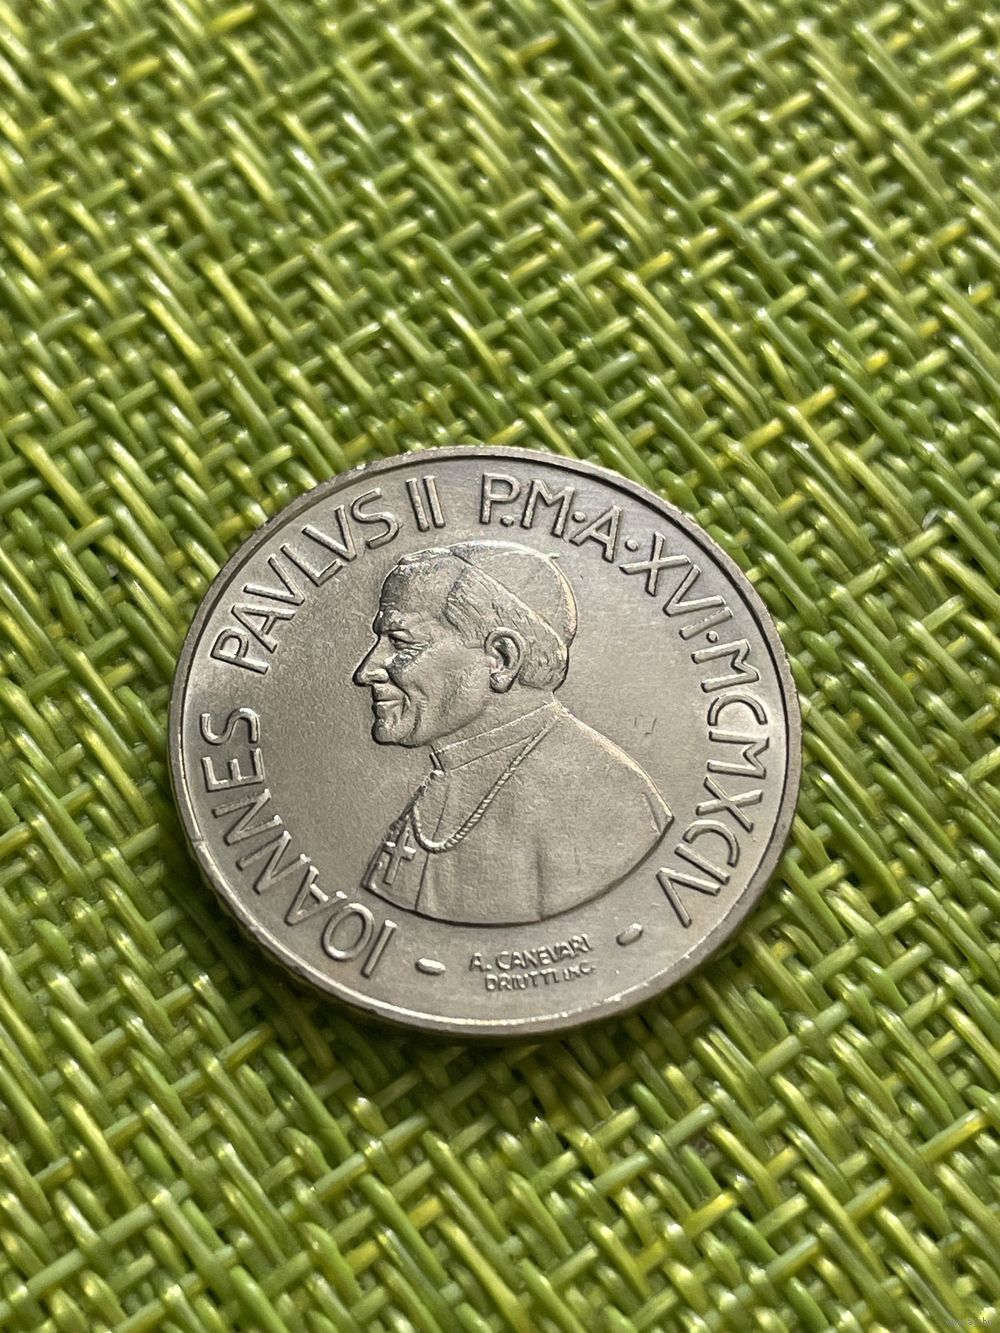 IOANNES PAVLVS II P.M.A.XVI.MCMXCIV
A. CANEVARI
DRIUTTI INC.